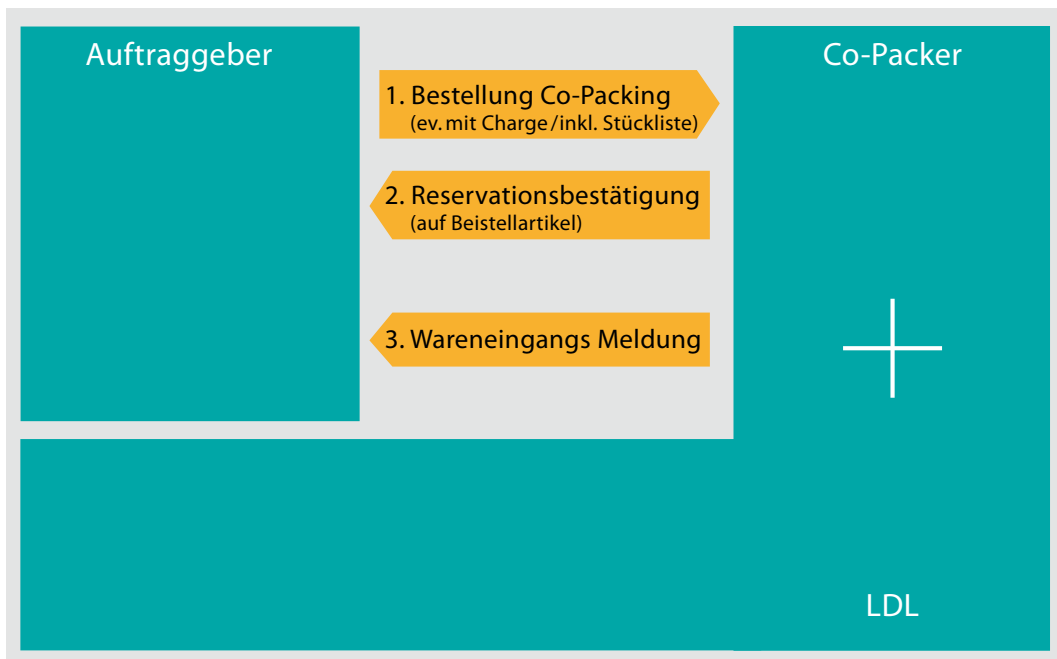 Auftraggeber
Co-Packer
1. Bestellung Co-Packing
(ev. mit Charge/inkl. Stückliste)
2. Reservationsbestätigung
(auf Beistellartikel)
3. Wareneingangs Meldung
LDL